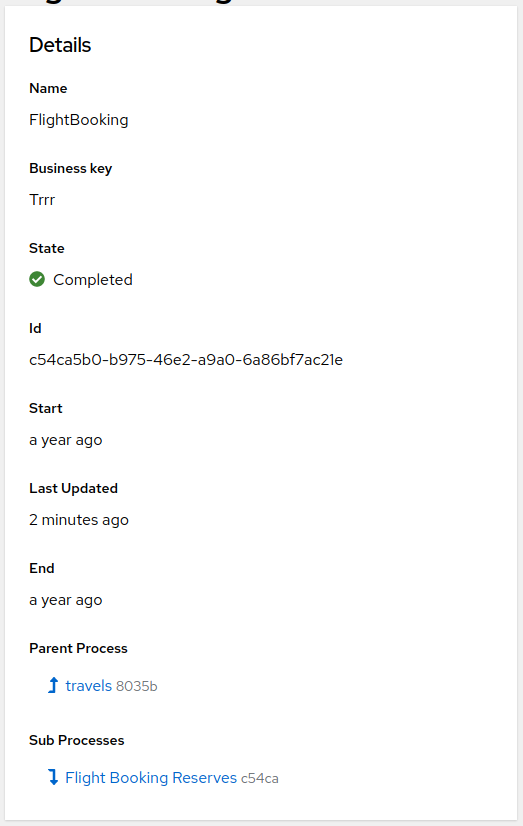 Details
Name
FlightBooking
Business key
Trrr
State
Completed
Id
c54ca5b0-b975-46e2-a9a0-6a86bf7ac21e
Start
a year ago
Last Updated
2 minutes ago
End
a year ago
Parent Process
travels 8035b
Sub Processes
Flight Booking Reserves c54ca